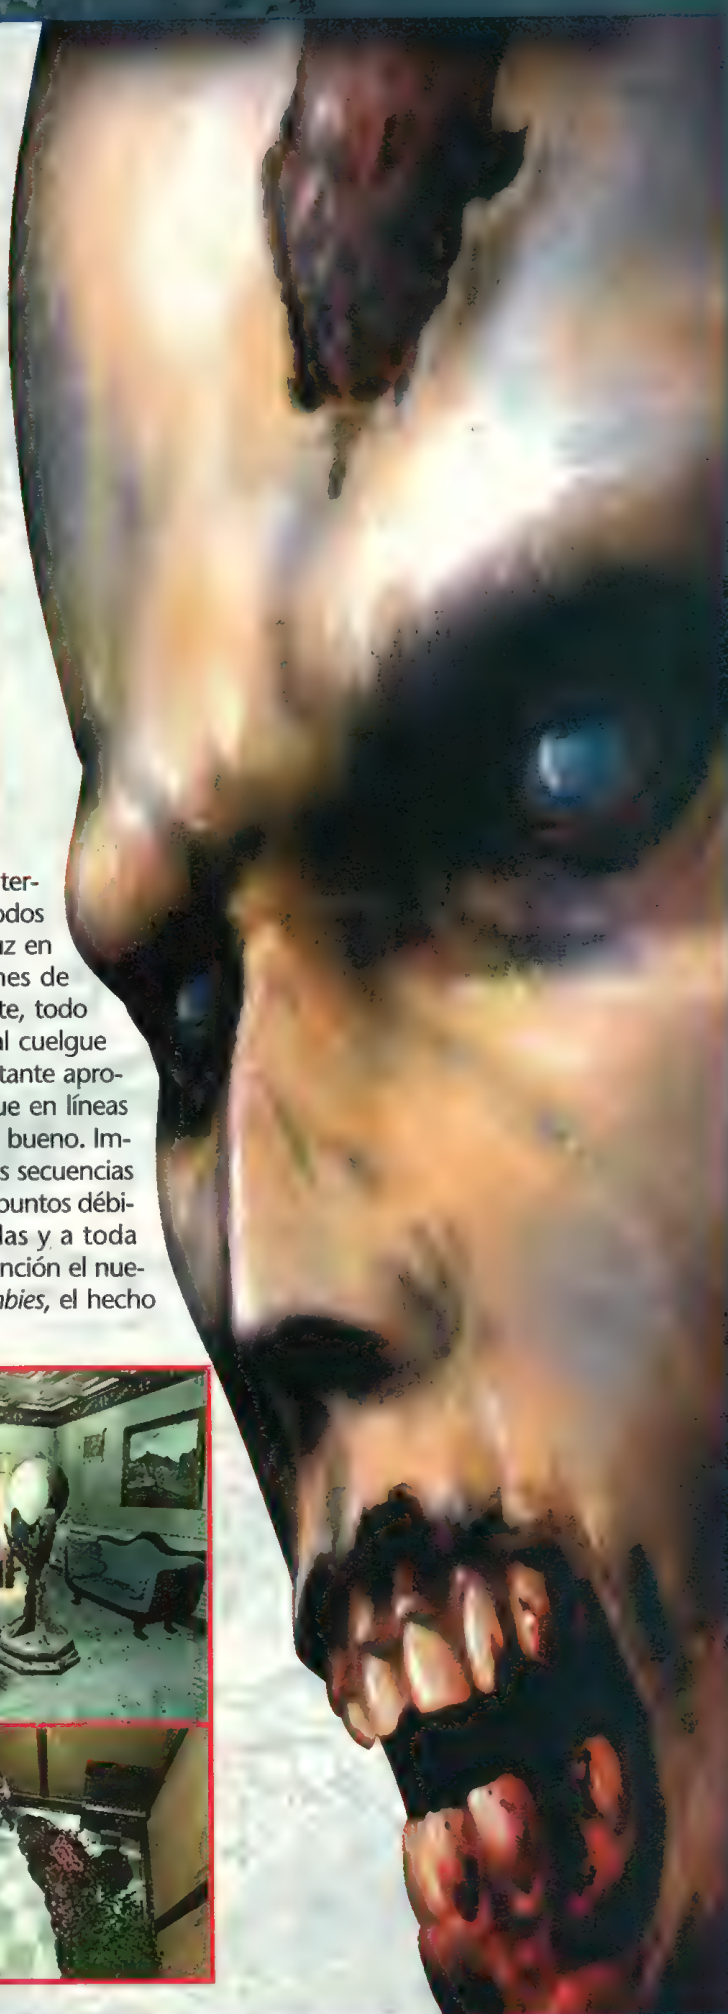 ter-
odos
uz en
nes de
te, todo
al cuelgue
tante apro-
ue en líneas
bueno. Im-
s secuencias
puntos débi-
las y a toda
nción el nue-
mbies, el hecho